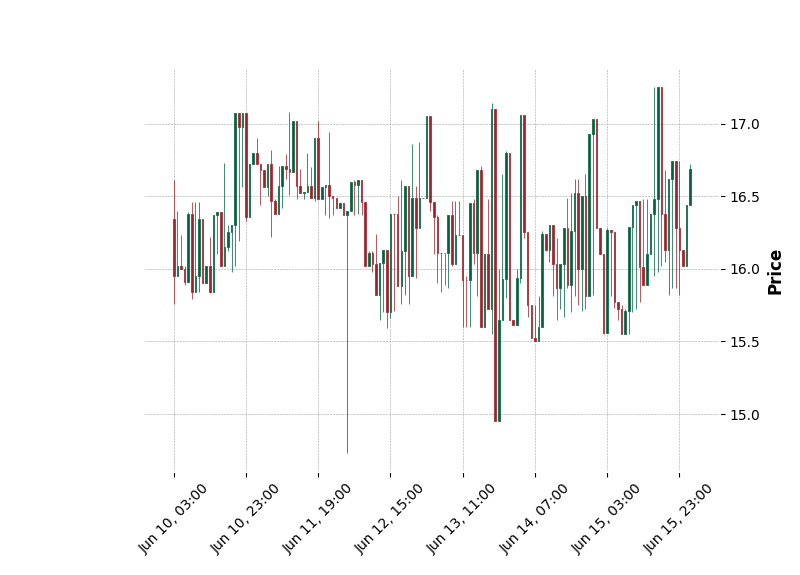 17.0
16.5
16.0
15.5
15.0
Price
Jun 10, 03:00
Jun 10, 23:00
Jun 11, 19:00
Jun 12, 15:00
Jun 13, 11:00
Jun 14, 07:00
Jun 15, 03:00
Jun 15, 23:00